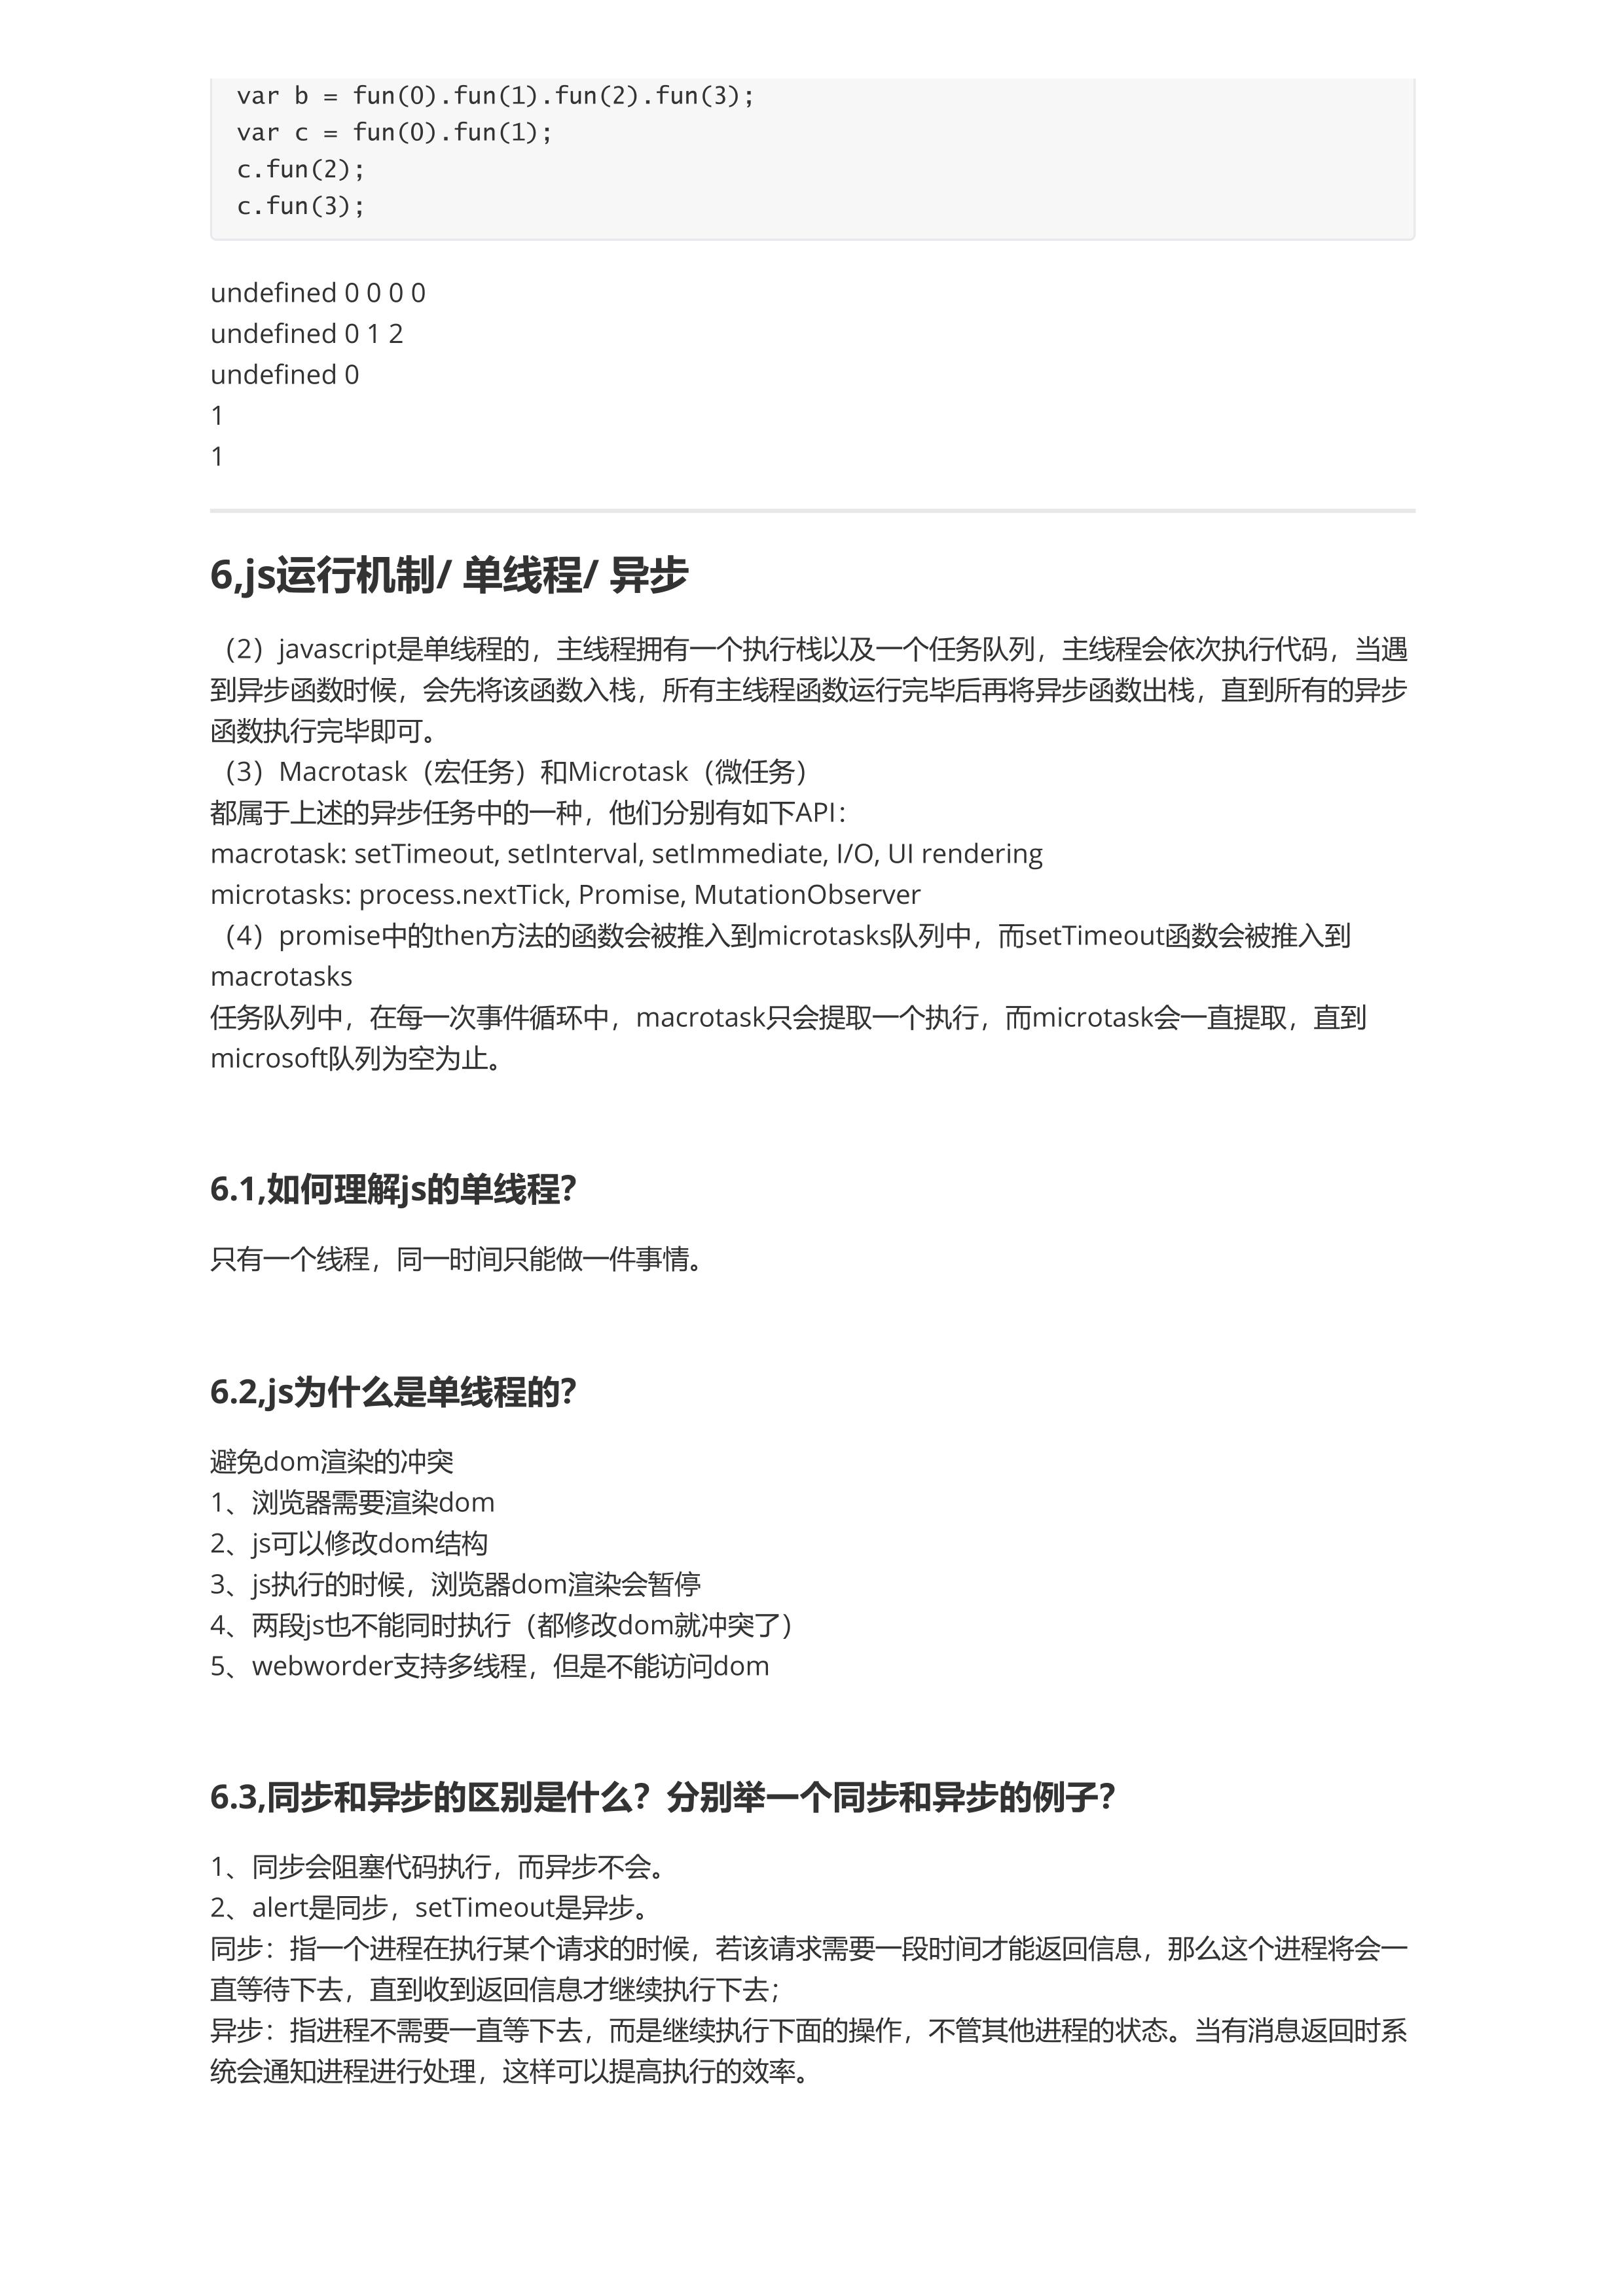 var b = fun(0).fun(1).fun(2).fun(3);
var c = fun(0).fun(1);
c.fun(2);
c.fun(3);
undefined 0 0 0 0
undefined 0 1 2
undefined 0
1
1
6,js运行机制/ 单线程/ 异步
（2）javascript是单线程的，主线程拥有一个执行栈以及一个任务队列，主线程会依次执行代码，当遇
到异步函数时候，会先将该函数入栈，所有主线程函数运行完毕后再将异步函数出栈，直到所有的异步
函数执行完毕即可。
（3）Macrotask（宏任务）和Microtask（微任务）
都属于上述的异步任务中的一种，他们分别有如下API：
macrotask: setTimeout, setInterval, setImmediate, I/O, UI rendering
microtasks: process.nextTick, Promise, MutationObserver
（4）promise中的then方法的函数会被推入到microtasks队列中，而setTimeout函数会被推入到
macrotasks
任务队列中，在每一次事件循环中，macrotask只会提取一个执行，而microtask会一直提取，直到
microsoft队列为空为止。
6.1,如何理解js的单线程？
只有一个线程，同一时间只能做一件事情。
6.2,js为什么是单线程的？
避免dom渲染的冲突
1、浏览器需要渲染dom
2、js可以修改dom结构
3、js执行的时候，浏览器dom渲染会暂停
4、两段js也不能同时执行（都修改dom就冲突了）
5、webworder支持多线程，但是不能访问dom
6.3,同步和异步的区别是什么？分别举一个同步和异步的例子？
1、同步会阻塞代码执行，而异步不会。
2、alert是同步，setTimeout是异步。
同步：指一个进程在执行某个请求的时候，若该请求需要一段时间才能返回信息，那么这个进程将会一
直等待下去，直到收到返回信息才继续执行下去；
异步：指进程不需要一直等下去，而是继续执行下面的操作，不管其他进程的状态。当有消息返回时系
统会通知进程进行处理，这样可以提高执行的效率。